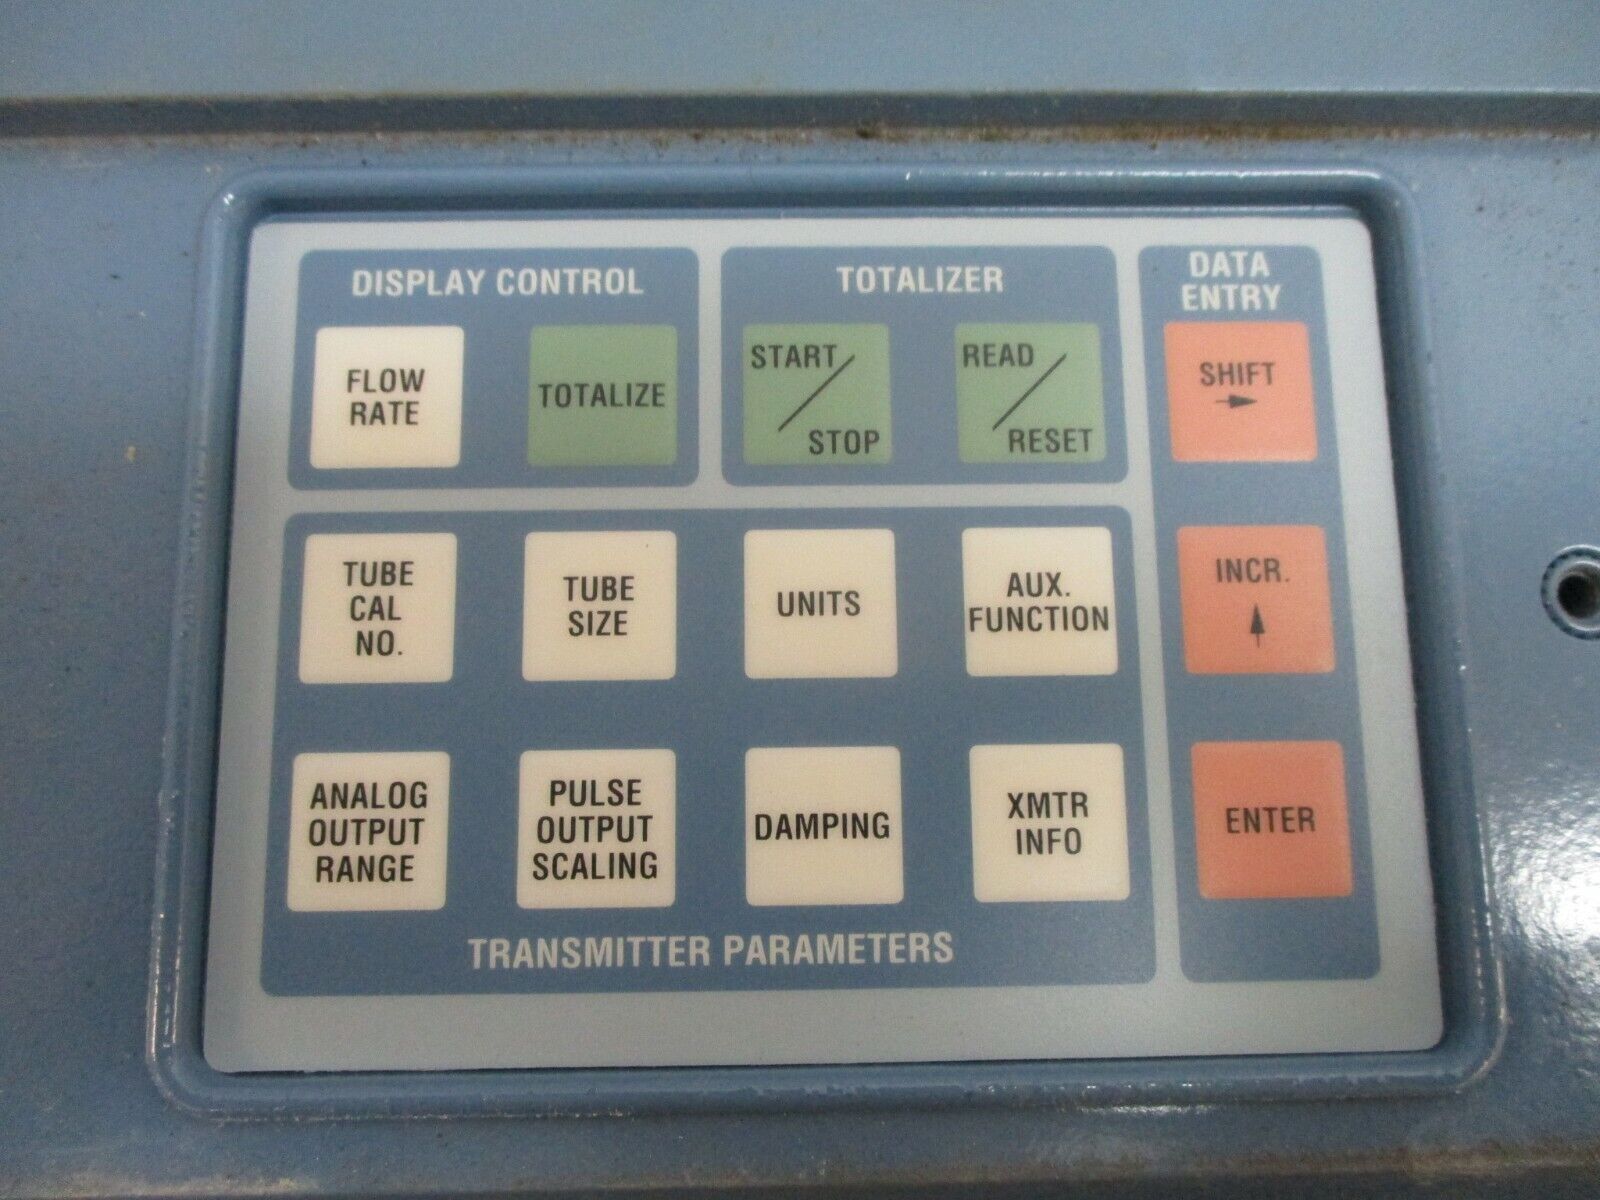 DISPLAY CONTROL
FLOW
RATE
TOTALIZE
TOTALIZER
START
STOP
READ
RESET
DATA
ENTRY
SHIFT
INCR.
ENTER
TUBE
CAL
NO.
TUBE
SIZE
UNITS
AUX.
FUNCTION
ANALOG
OUTPUT
RANGE
PULSE
OUTPUT
SCALING
DAMPING
XMTR
INFO
TRANSMITTER PARAMETERS